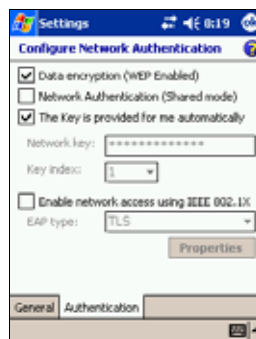 Settings 8:19 ok
Configure Network Authentication ?
Data encryption (WEP Enabled)
Network Authentication (Shared mode)
The Key is provided for me automatically
Network key: *************
Key index: 1
Enable network access using IEEE 802.1X
EAP type: TLS
Properties
General Authentication